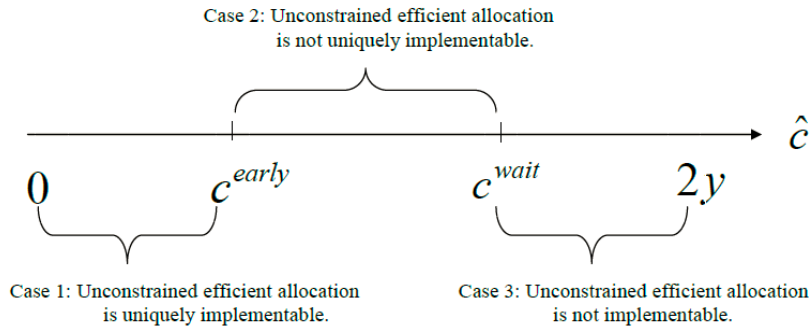 Case 2: Unconstrained efficient allocation
is not uniquely implementable.
ĉ
0 c^early c^wait 2y
Case 1: Unconstrained efficient allocation
is uniquely implementable.
Case 3: Unconstrained efficient allocation
is not implementable.